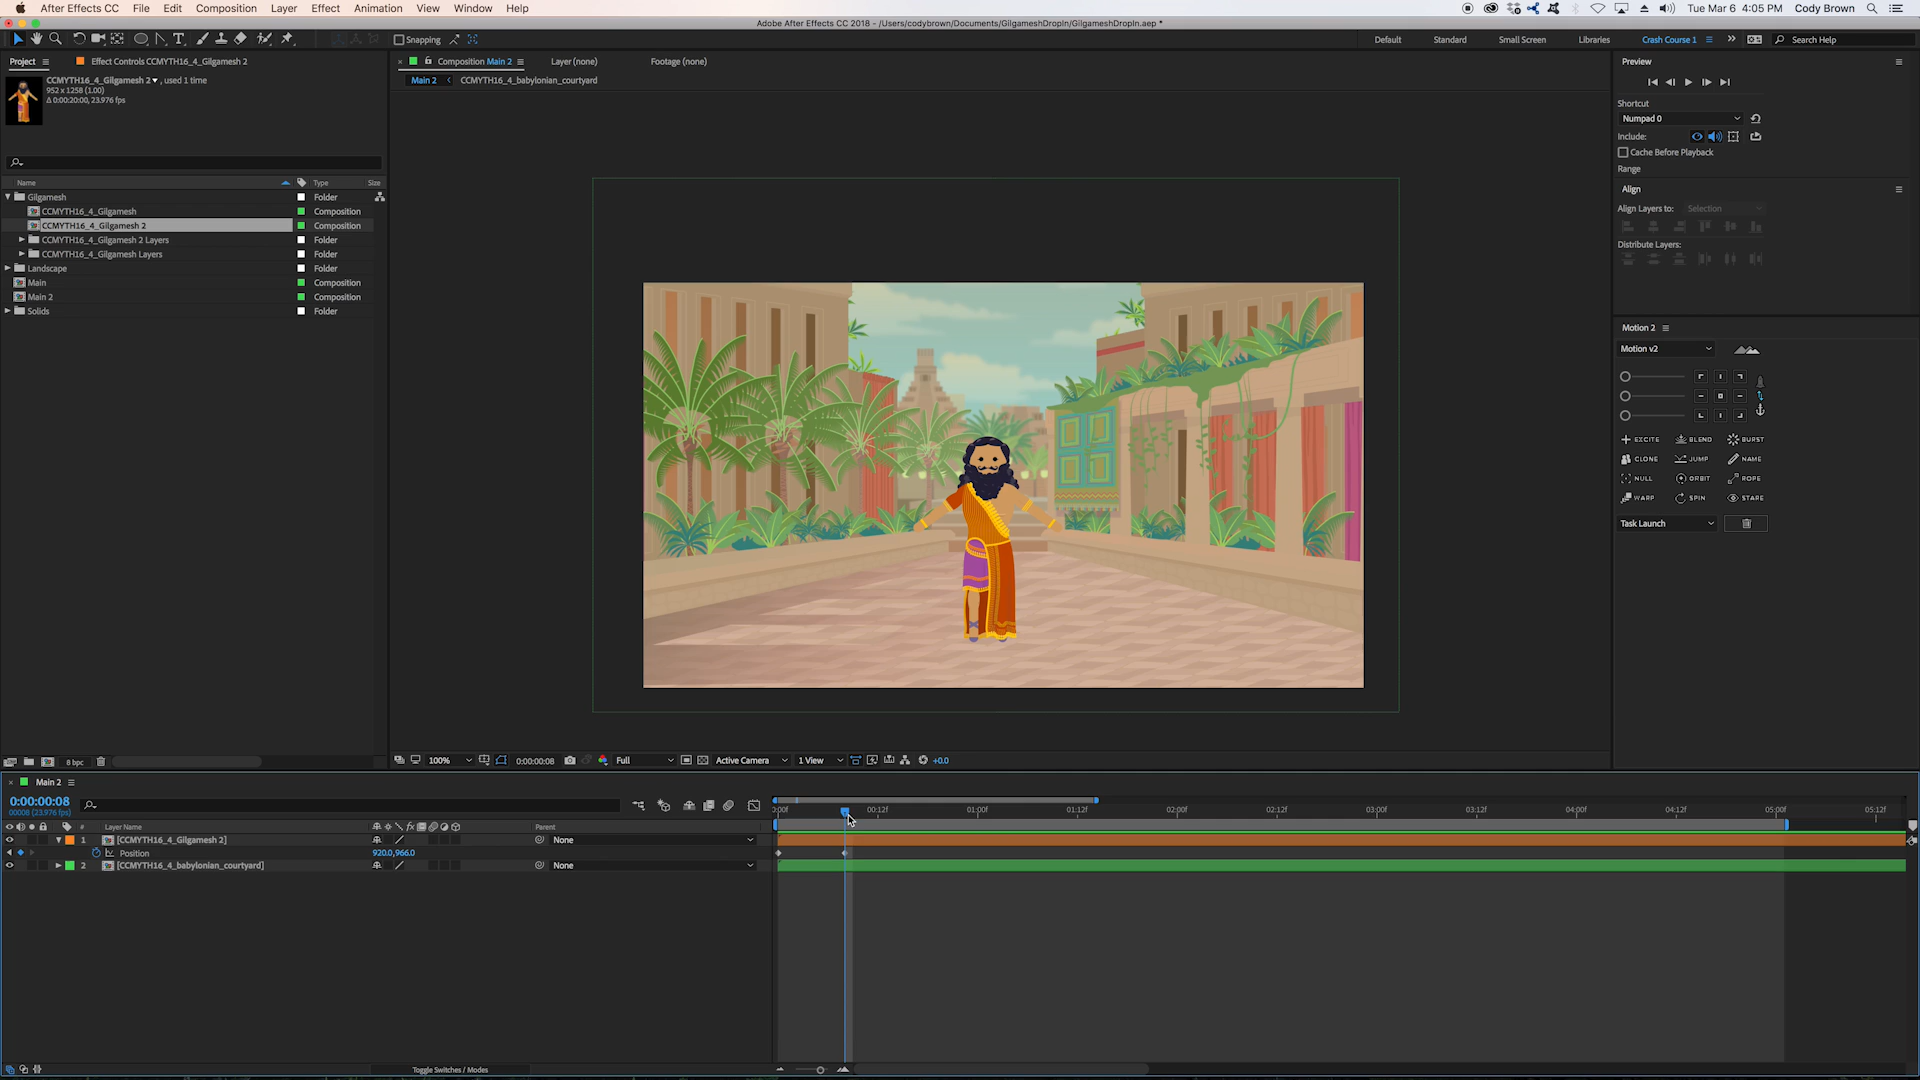 After Effects CC File Edit Composition Layer Effect Animation View Window Help
Tue Mar 6 4:05 PM Cody Brown
Adobe After Effects CC 2018 - /Users/codybrown/Documents/GilgameshDropIn/GilgameshDropIn.aep *
Snapping
Default Standard Small Screen Libraries Crash Course 1 Search Help
Project Effect Controls CCMYTH16_4_Gilgamesh 2
CCMYTH16_4_Gilgamesh 2 , used 1 time
952 x 1258 (1.00)
Δ 0:00:20:00, 23.976 fps
Name Type Size
Gilgamesh Folder
CCMYTH16_4_Gilgamesh Composition
CCMYTH16_4_Gilgamesh 2 Composition
CCMYTH16_4_Gilgamesh 2 Layers Folder
CCMYTH16_4_Gilgamesh Layers Folder
Landscape Folder
Main Composition
Main 2 Composition
Solids Folder
8 bpc
Composition Main 2 Layer (none) Footage (none)
Main 2 CCMYTH16_4_babylonian_courtyard
100% 0:00:00:08 Full Active Camera 1 View +0.0
Preview
Shortcut
Numpad 0
Include:
Cache Before Playback
Range
Align
Align Layers to: Selection
Distribute Layers:
Motion 2
Motion v2
EXCITE BLEND BURST
CLONE JUMP NAME
NULL ORBIT ROPE
WARP SPIN STARE
Task Launch
Main 2
0:00:00:08
00008 (23.976 fps)
:00f 00:12f 01:00f 01:12f 02:00f 02:12f 03:00f 03:12f 04:00f 04:12f 05:00f 05:12f
# Layer Name fx Parent
1 [CCMYTH16_4_Gilgamesh 2] None
Position 920.0,966.0
2 [CCMYTH16_4_babylonian_courtyard] None
Toggle Switches / Modes